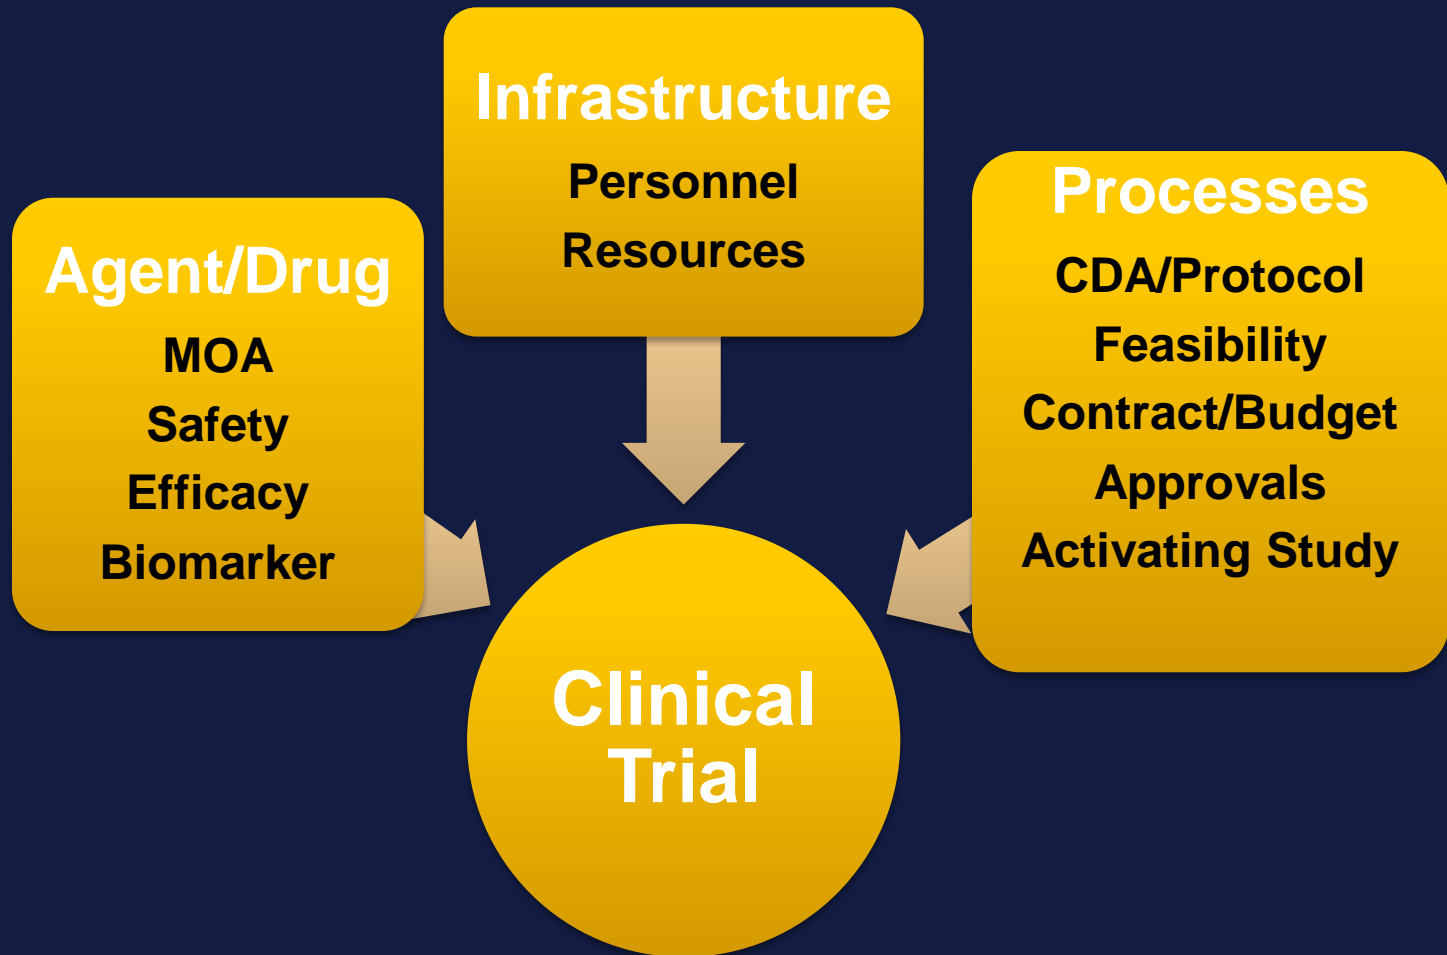 Infrastructure
Personnel
Resources
Agent/Drug
MOA
Safety
Efficacy
Biomarker
Processes
CDA/Protocol
Feasibility
Contract/Budget
Approvals
Activating Study
Clinical
Trial